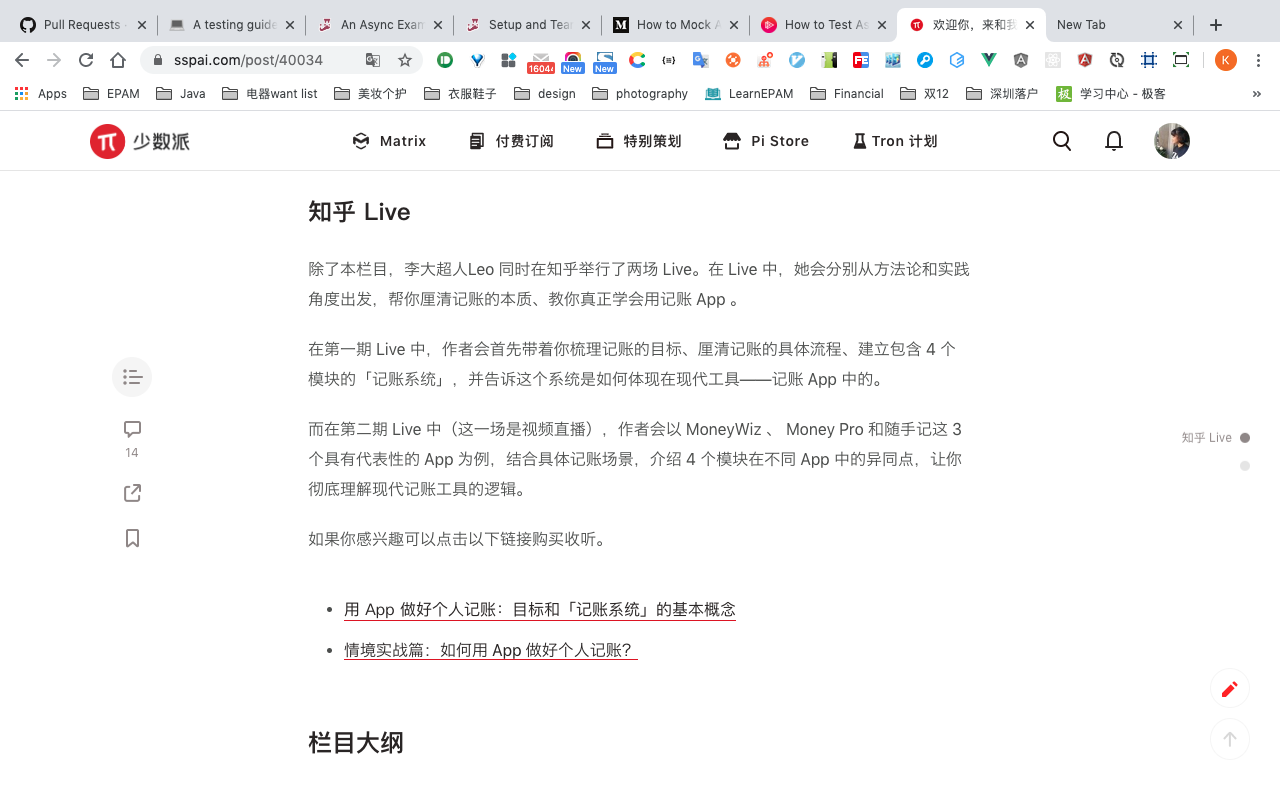 Pull Requests ·
A testing guide
An Async Exam
Setup and Tear
How to Mock A
How to Test As
欢迎你，来和我
New Tab
sspai.com/post/40034
1604
New
New
K
Apps
EPAM
Java
电器want list
美妆个护
衣服鞋子
design
photography
LearnEPAM
Financial
双12
深圳落户
学习中心 - 极客
少数派
Matrix
付费订阅
特别策划
Pi Store
Tron 计划
知乎 Live
除了本栏目，李大超人Leo 同时在知乎举行了两场 Live。在 Live 中，她会分别从方法论和实践
角度出发，帮你厘清记账的本质、教你真正学会用记账 App 。
在第一期 Live 中，作者会首先带着你梳理记账的目标、厘清记账的具体流程、建立包含 4 个
模块的「记账系统」，并告诉这个系统是如何体现在现代工具——记账 App 中的。
而在第二期 Live 中（这一场是视频直播），作者会以 MoneyWiz 、 Money Pro 和随手记这 3
个具有代表性的 App 为例，结合具体记账场景，介绍 4 个模块在不同 App 中的异同点，让你
彻底理解现代记账工具的逻辑。
如果你感兴趣可以点击以下链接购买收听。
用 App 做好个人记账：目标和「记账系统」的基本概念
情境实战篇：如何用 App 做好个人记账？
栏目大纲
14
知乎 Live